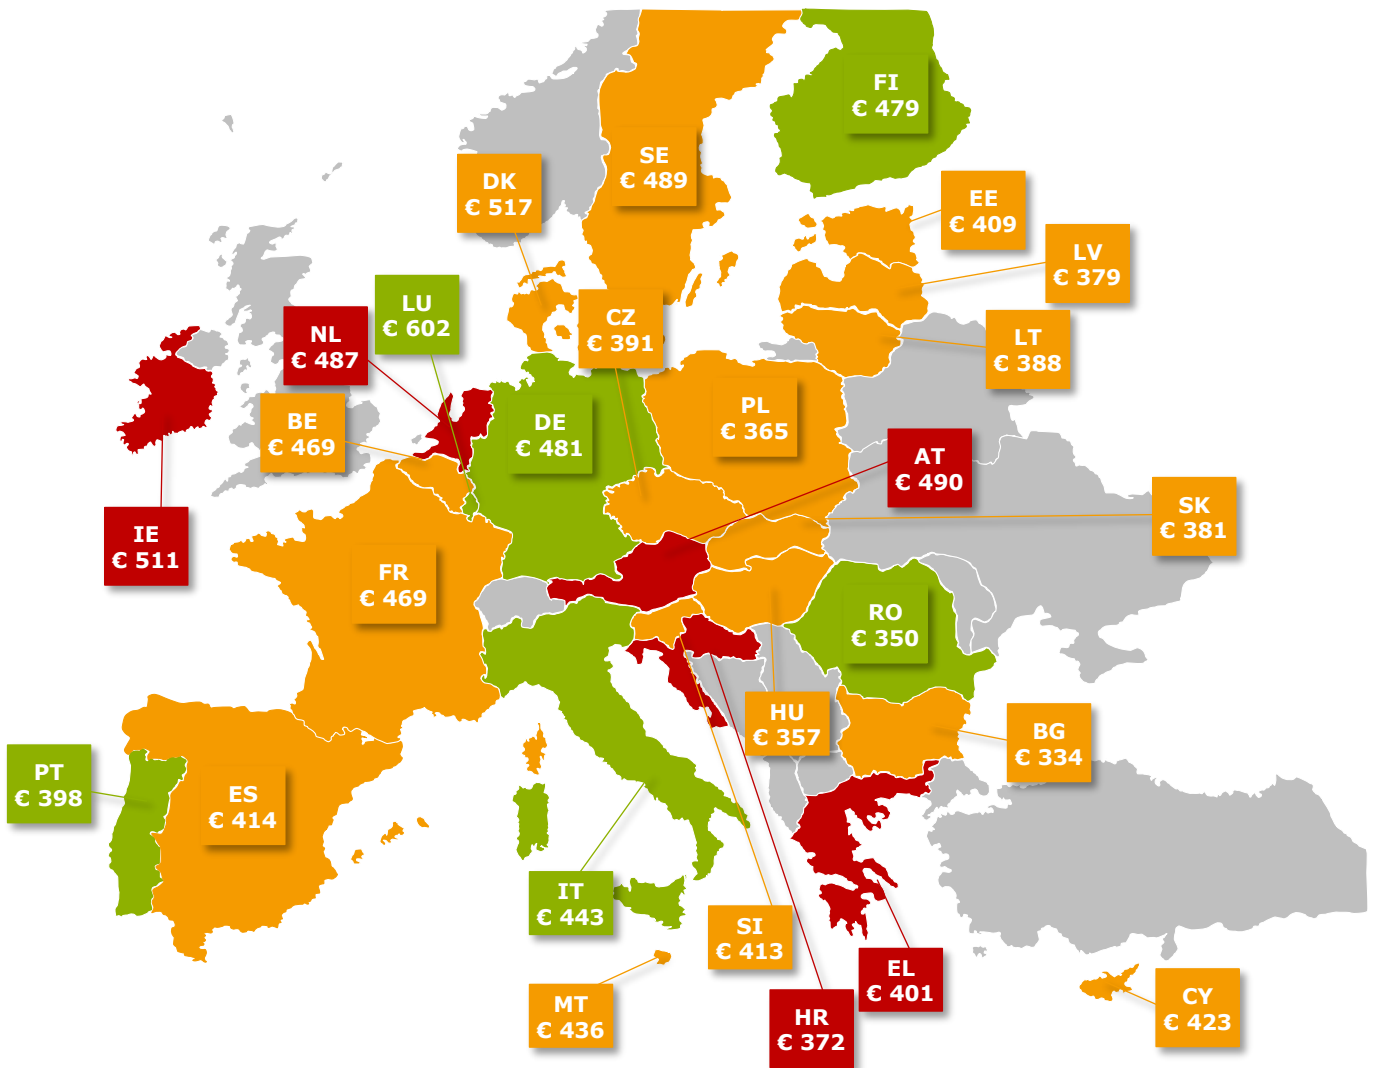 FI
€ 479
SE
€ 489
DK
€ 517
EE
€ 409
LV
€ 379
LU
€ 602
NL
€ 487
CZ
€ 391
LT
€ 388
BE
€ 469
DE
€ 481
PL
€ 365
AT
€ 490
SK
€ 381
IE
€ 511
FR
€ 469
RO
€ 350
HU
€ 357
BG
€ 334
PT
€ 398
ES
€ 414
IT
€ 443
SI
€ 413
EL
€ 401
MT
€ 436
HR
€ 372
CY
€ 423